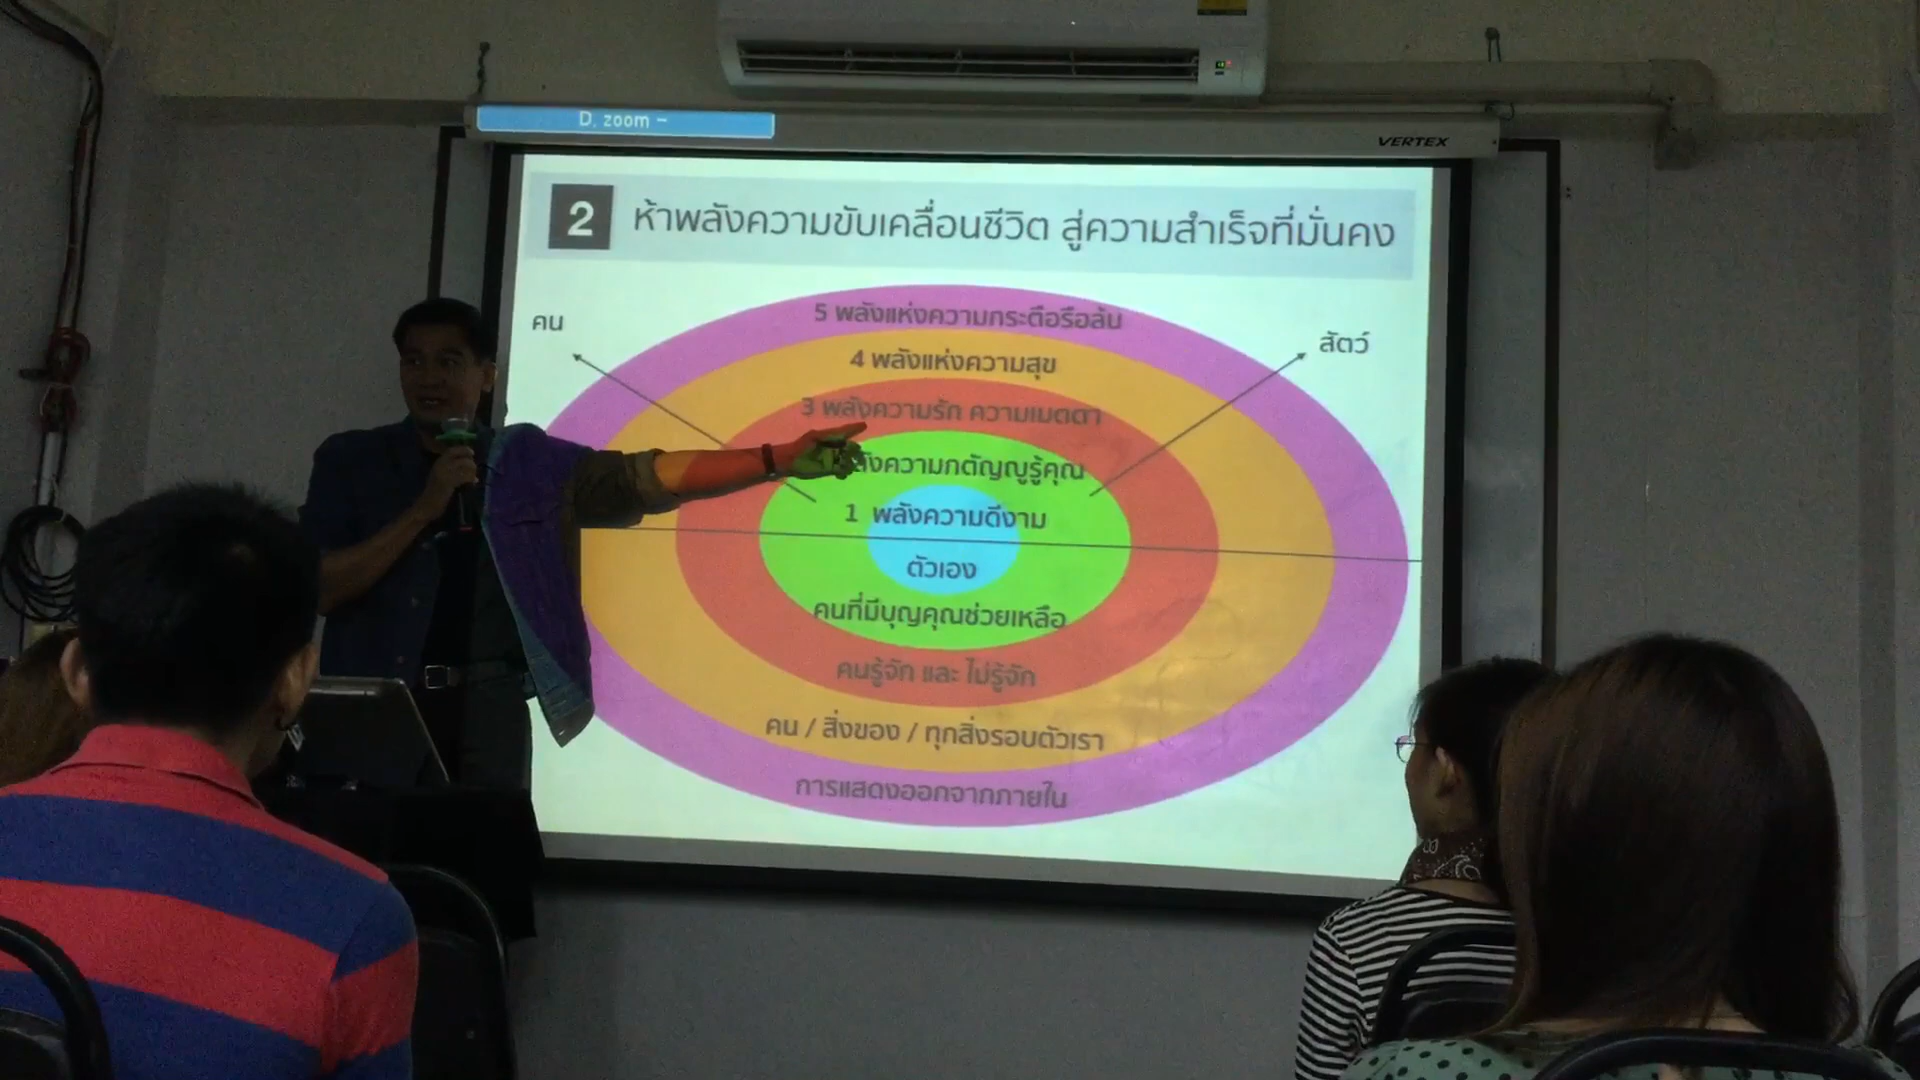 D. zoom -
VERTEX
2 ห้าพลังความขับเคลื่อนชีวิต สู่ความสำเร็จที่มั่นคง
คน
สัตว์
5 พลังแห่งความกระตือรือล้น
4 พลังแห่งความสุข
3 พลังความรัก ความเมตตา
ลังความกตัญญูรู้คุณ
1 พลังความดีงาม
ตัวเอง
คนที่มีบุญคุณช่วยเหลือ
คนรู้จัก และ ไม่รู้จัก
คน / สิ่งของ / ทุกสิ่งรอบตัวเรา
การแสดงออกจากภายใน